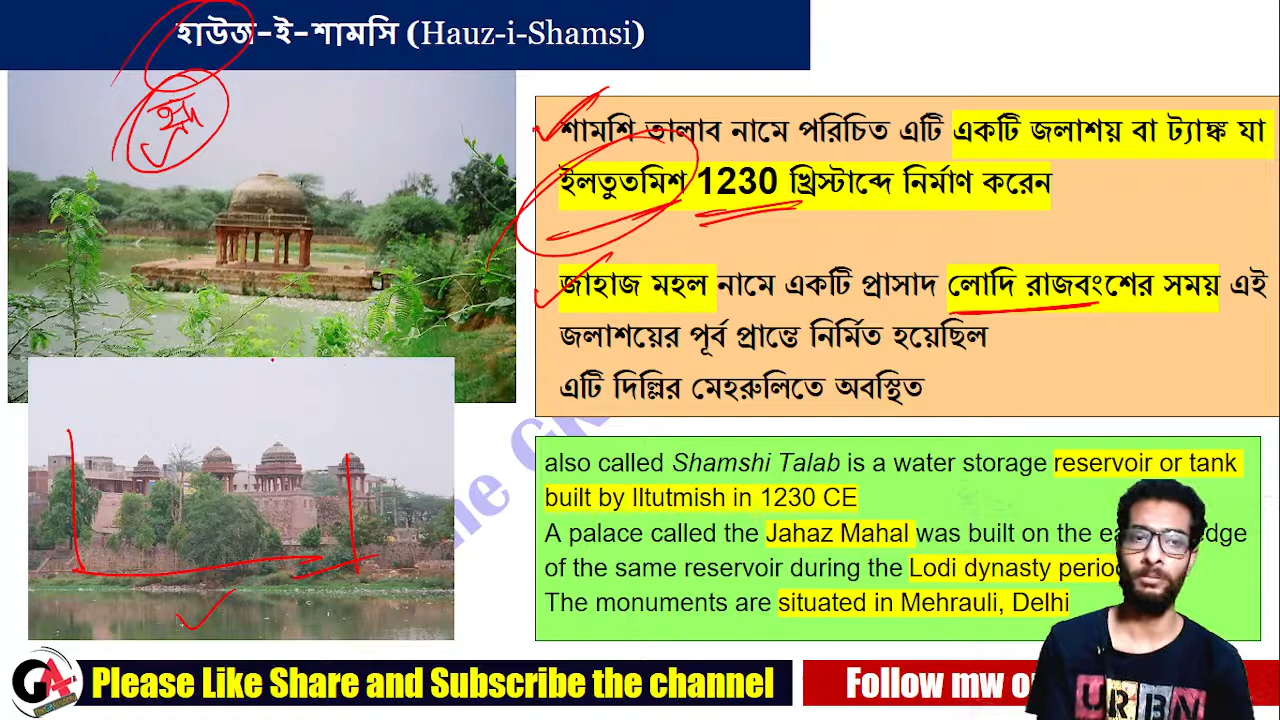 হাউজ-ই-শামসি (Hauz-i-Shamsi)
শামশি তালাব নামে পরিচিত এটি একটি জলাশয় বা ট্যাঙ্ক যা
ইলতুতমিশ 1230 খ্রিস্টাব্দে নির্মাণ করেন
জাহাজ মহল নামে একটি প্রাসাদ লোদি রাজবংশের সময় এই
জলাশয়ের পূর্ব প্রান্তে নির্মিত হয়েছিল
এটি দিল্লির মেহরুলিতে অবস্থিত
also called Shamshi Talab is a water storage reservoir or tank
built by Iltutmish in 1230 CE
A palace called the Jahaz Mahal was built on the edge
of the same reservoir during the Lodi dynasty
The monuments are situated in Mehrauli, Delhi
GA
Please Like Share and Subscribe the channel
Follow mw
URBN